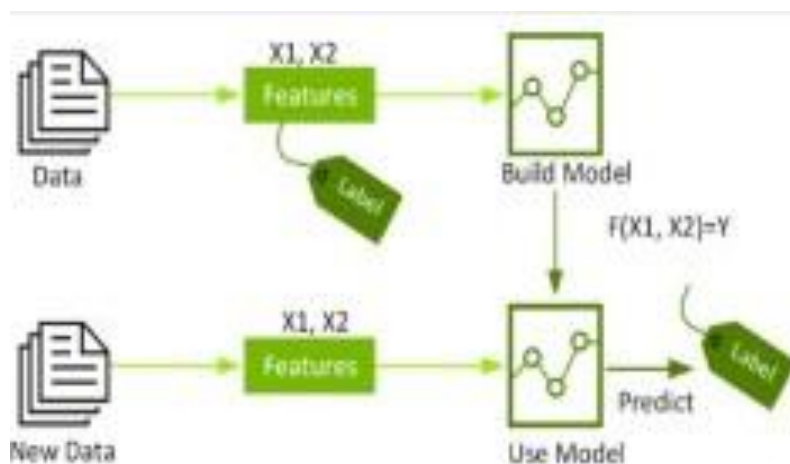 X1, X2
Features
Label
Data
Build Model
F(X1, X2)=Y
X1, X2
Features
Label
Predict
New Data
Use Model